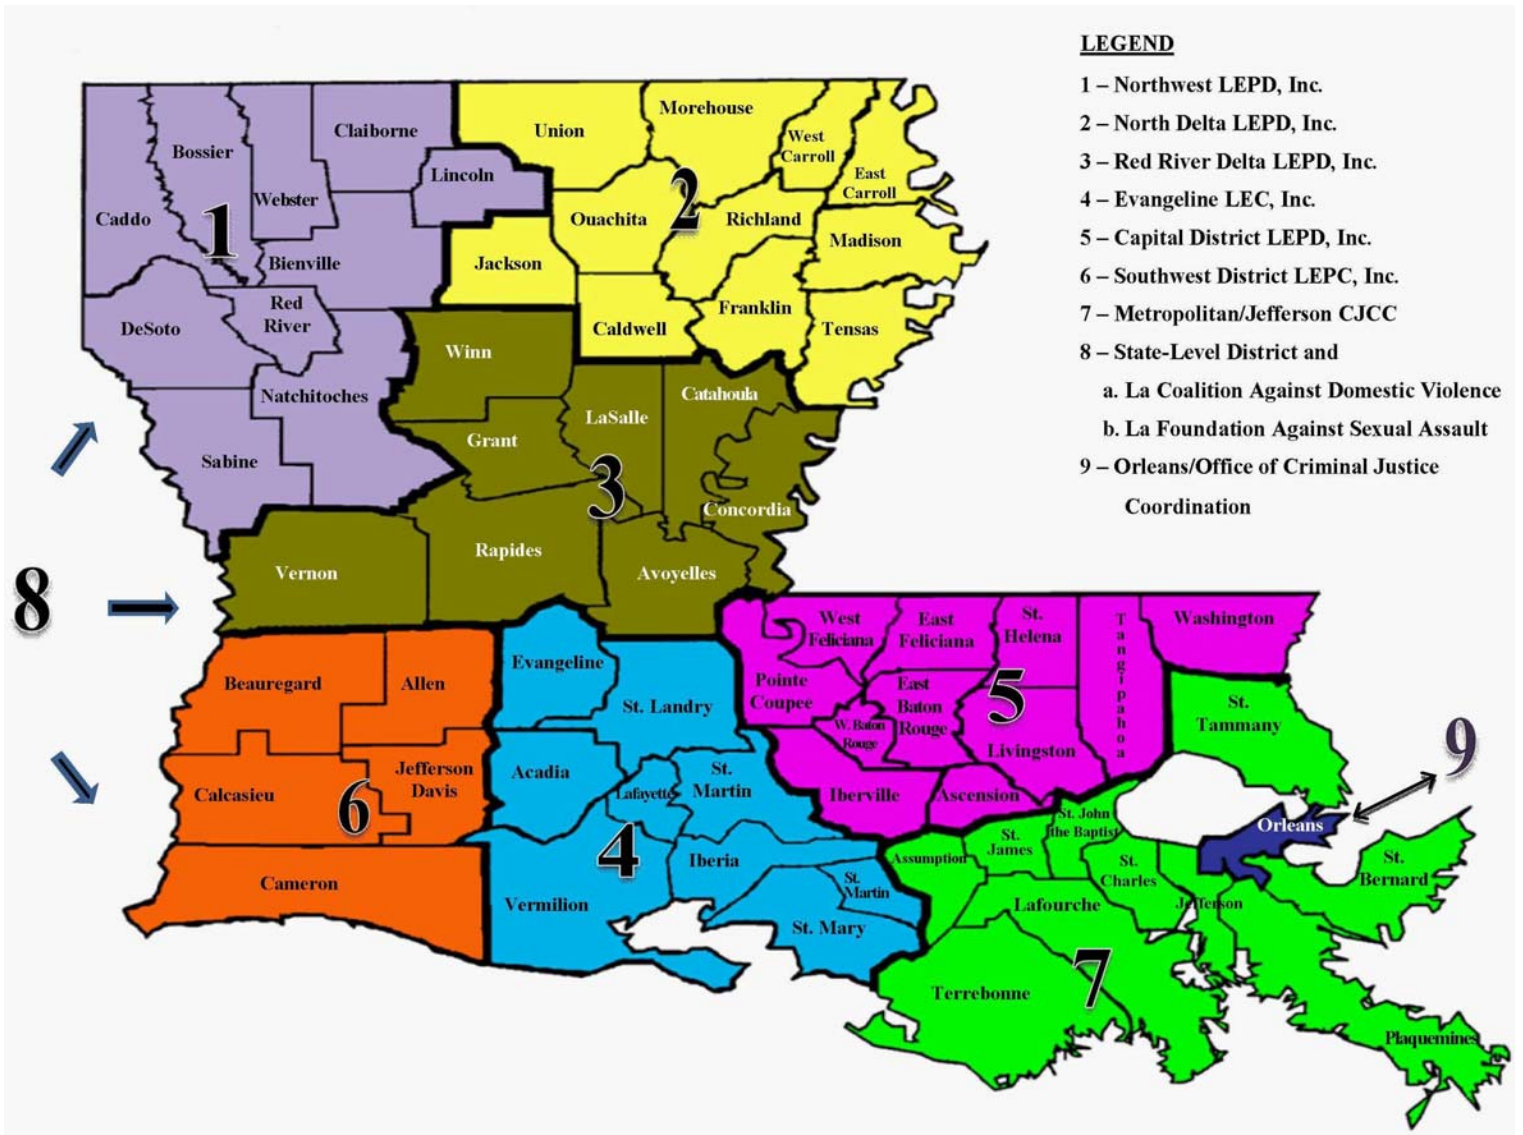 LEGEND
1 – Northwest LEPD, Inc.
2 – North Delta LEPD, Inc.
3 – Red River Delta LEPD, Inc.
4 – Evangeline LEC, Inc.
5 – Capital District LEPD, Inc.
6 – Southwest District LEPC, Inc.
7 – Metropolitan/Jefferson CJCC
8 – State-Level District and
a. La Coalition Against Domestic Violence
b. La Foundation Against Sexual Assault
9 – Orleans/Office of Criminal Justice
Coordination
Caddo
Bossier
Webster
Claiborne
Lincoln
1
Bienville
DeSoto
Red
River
Natchitoches
Sabine
Union
Morehouse
West
Carroll
East
Carroll
Ouachita
2
Richland
Madison
Jackson
Caldwell
Franklin
Tensas
Winn
Grant
LaSalle
Catahoula
3
Concordia
Vernon
Rapides
Avoyelles
8
Beauregard
Allen
Calcasieu
6
Jefferson
Davis
Cameron
Evangeline
St. Landry
Acadia
Lafayette
St.
Martin
4
Iberia
Vermilion
St.
Martin
St. Mary
West
Feliciana
East
Feliciana
St.
Helena
Tangipahoa
Washington
Pointe
Coupee
East
Baton
Rouge
5
W. Baton
Rouge
Livingston
Iberville
Ascension
St.
Tammany
9
Orleans
St. John
the Baptist
St.
James
Assumption
St.
Charles
St.
Bernard
Lafourche
Jefferson
7
Terrebonne
Plaquemines